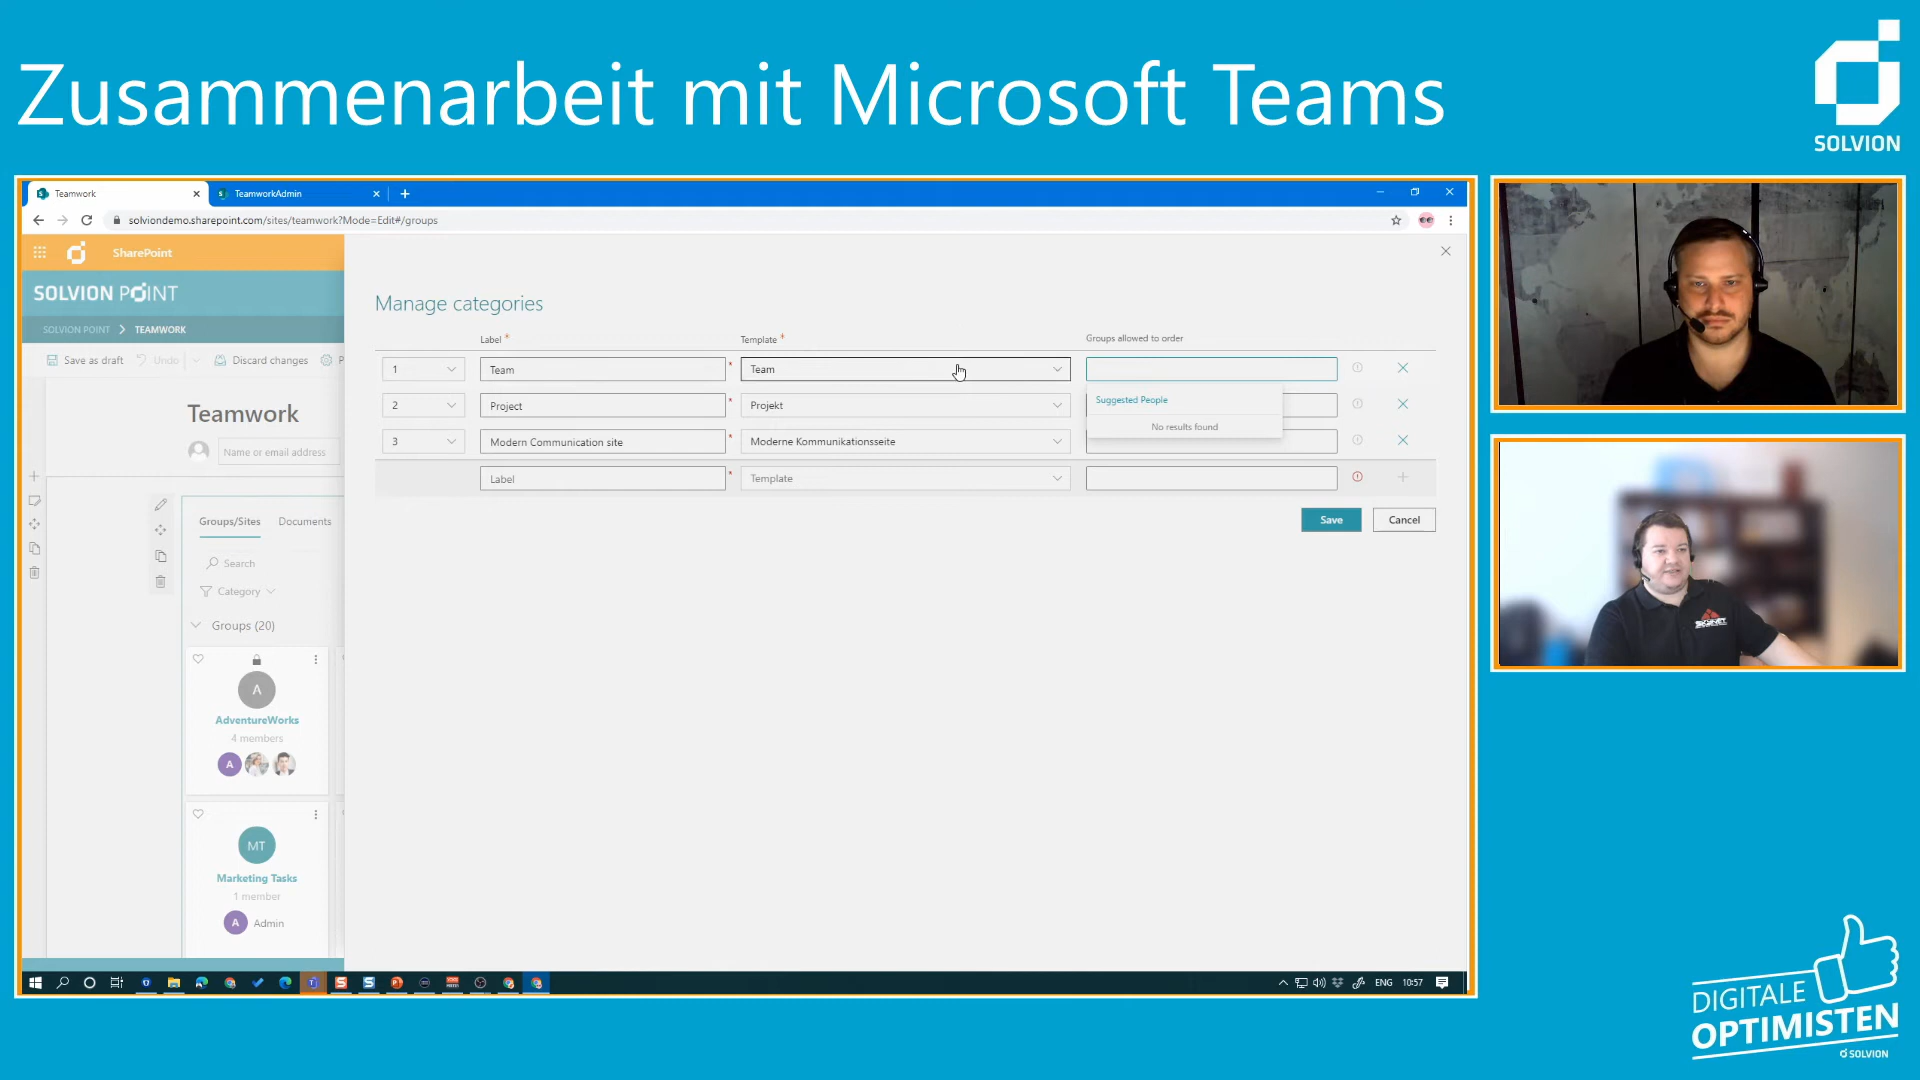 Zusammenarbeit mit Microsoft Teams
SOLVION
Teamwork
TeamworkAdmin
solviondemo.sharepoint.com/sites/teamwork?Mode=Edit#/groups
SharePoint
SOLVION POINT
SOLVION POINT > TEAMWORK
Save as draft
Undo
Discard changes
P
Teamwork
Name or email address
Groups/Sites
Documents
Search
Category
Groups (20)
A
AdventureWorks
4 members
A
MT
Marketing Tasks
1 member
A
Admin
Manage categories
Label *
Template *
Groups allowed to order
1
Team
*
Team
Suggested People
No results found
2
Project
*
Projekt
3
Modern Communication site
*
Moderne Kommunikationsseite
Label
*
Template
Save
Cancel
ENG
10:57
SKYNET
DIGITALE
OPTIMISTEN
SOLVION